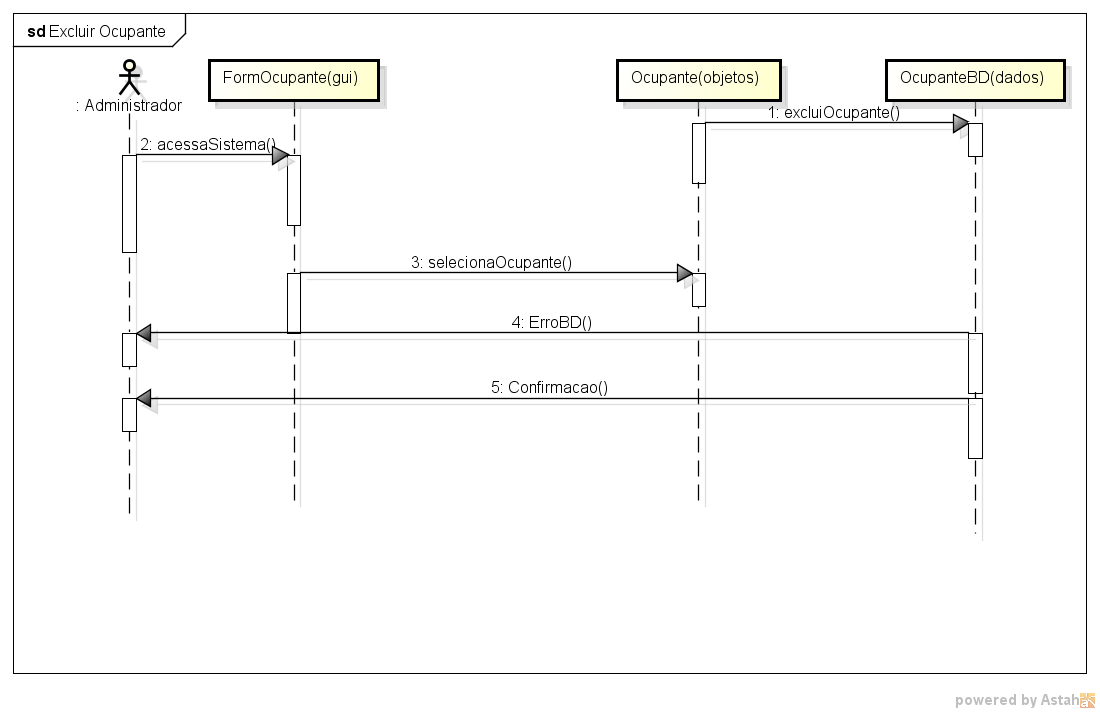 sd Excluir Ocupante
: Administrador
FormOcupante(gui)
Ocupante(objetos)
OcupanteBD(dados)
1: excluiOcupante()
2: acessaSistema()
3: selecionaOcupante()
4: ErroBD()
5: Confirmacao()
powered by Astah